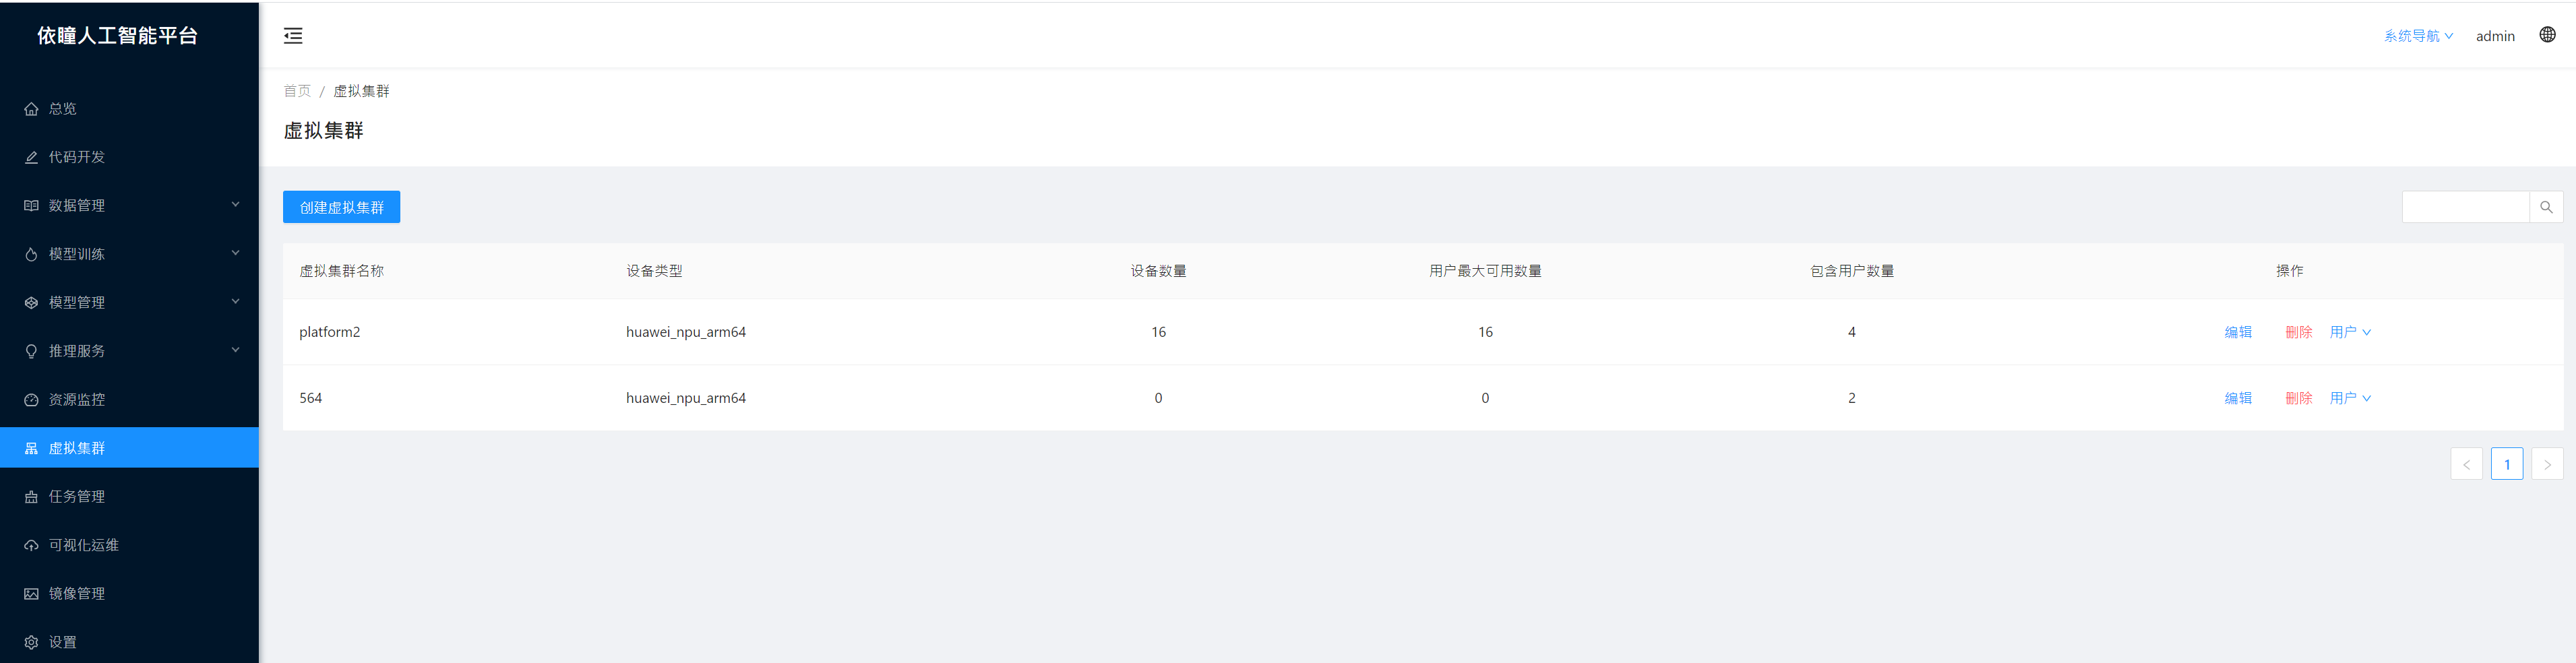 依瞳人工智能平台
系统导航
admin
总览
代码开发
数据管理
模型训练
模型管理
推理服务
资源监控
虚拟集群
任务管理
可视化运维
镜像管理
设置
首页 / 虚拟集群
虚拟集群
创建虚拟集群
虚拟集群名称 设备类型 设备数量 用户最大可用数量 包含用户数量 操作
platform2 huawei_npu_arm64 16 16 4 编辑 删除 用户
564 huawei_npu_arm64 0 0 2 编辑 删除 用户
1